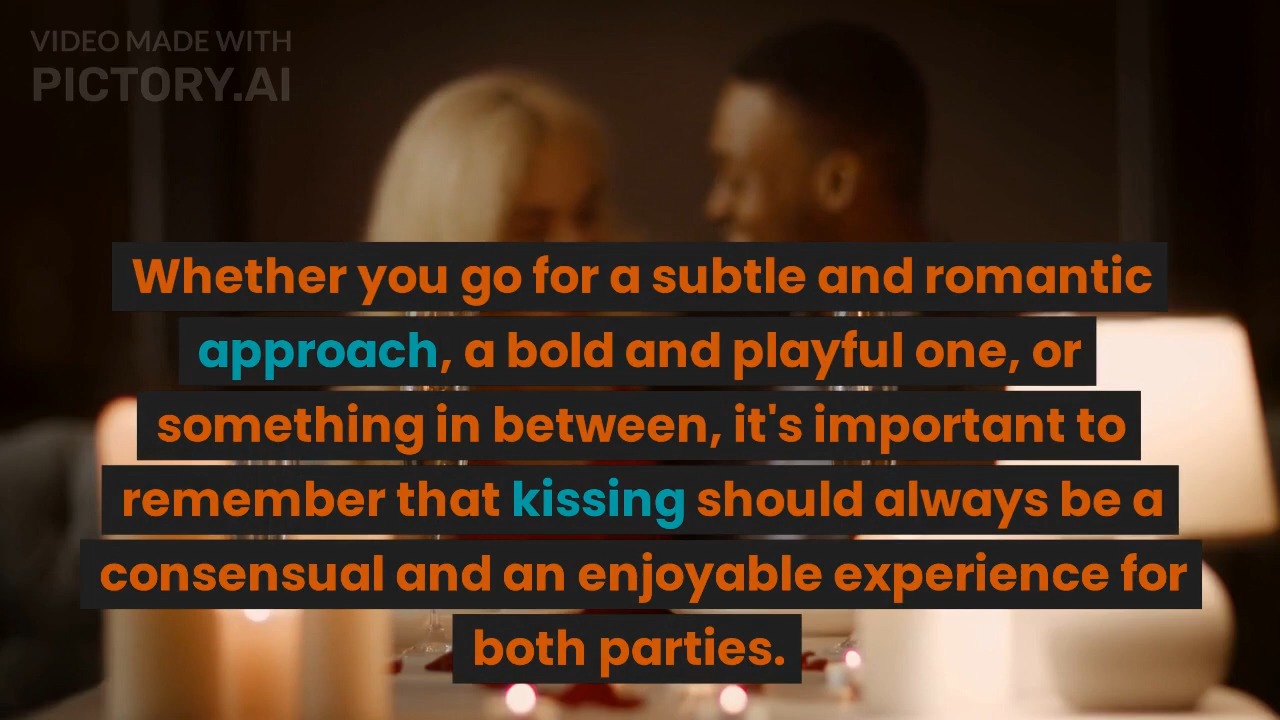 VIDEO MADE WITH
PICTORY.AI
Whether you go for a subtle and romantic
approach, a bold and playful one, or
something in between, it's important to
remember that kissing should always be a
consensual and an enjoyable experience for
both parties.